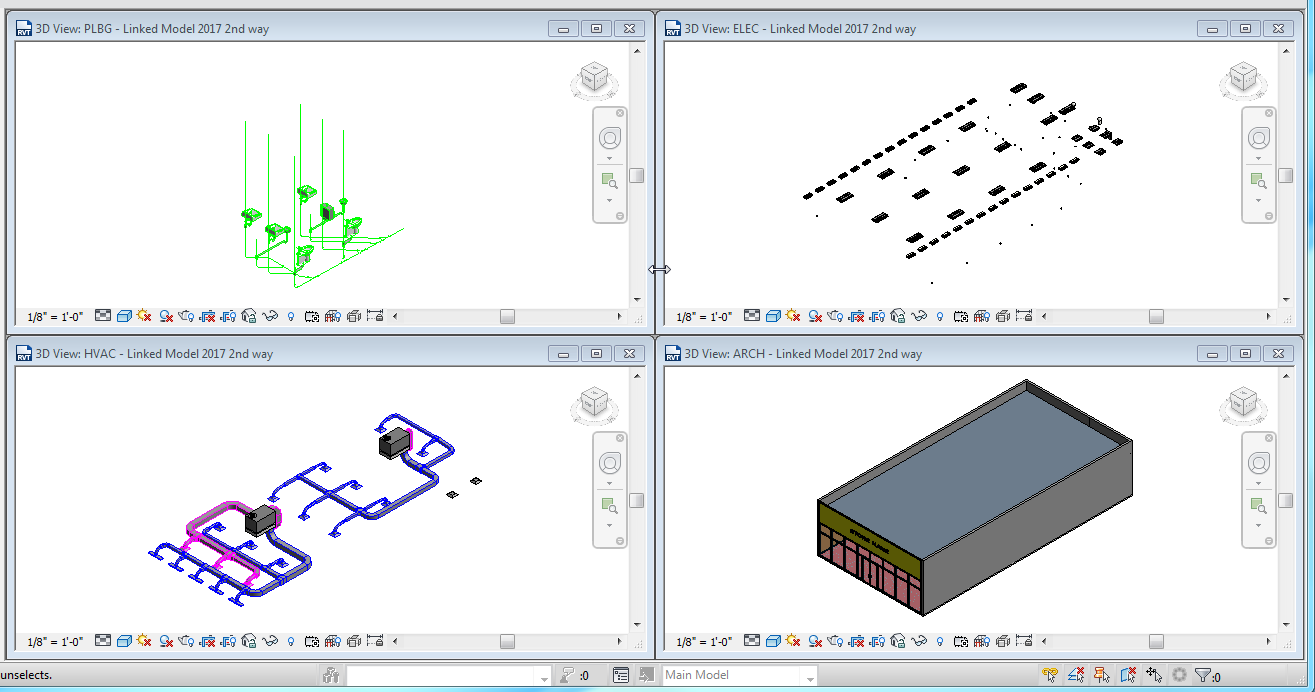 3D View: PLBG - Linked Model 2017 2nd way
3D View: ELEC - Linked Model 2017 2nd way
1/8" = 1'-0"
1/8" = 1'-0"
3D View: HVAC - Linked Model 2017 2nd way
3D View: ARCH - Linked Model 2017 2nd way
STORE NAME
1/8" = 1'-0"
1/8" = 1'-0"
unselects.
:0
Main Model
:0